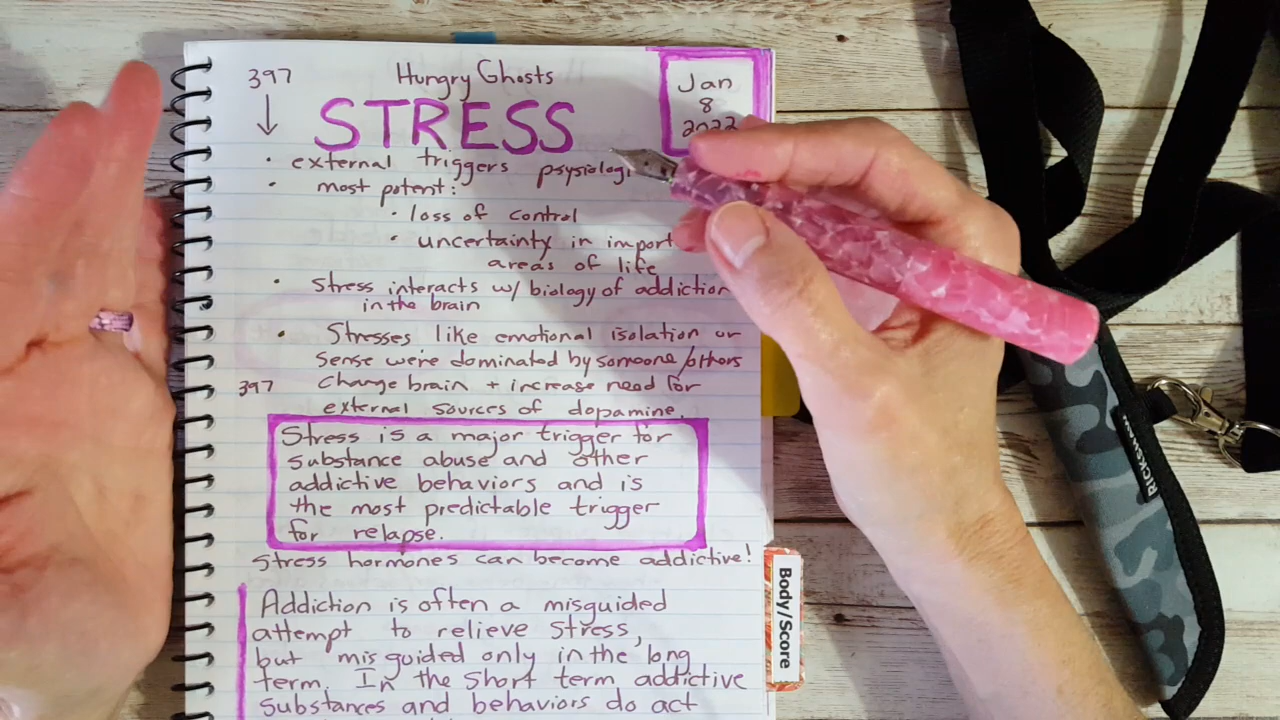 397
Hungry Ghosts
Jan
8
2022
↓
STRESS
• external triggers psysiologi
• most potent:
• loss of control
• uncertainty in import
areas of life
• Stress interacts w/ biology of addiction
in the brain
• Stresses like emotional isolation or
sense we're dominated by someone/others
397 change brain + increase need for
external sources of dopamine.
Stress is a major trigger for
substance abuse and other
addictive behaviors and is
the most predictable trigger
for relapse.
Stress hormones can become addictive!
Addiction is often a misguided
attempt to relieve stress,
but misguided only in the long
term. In the short term addictive
substances and behaviors do act
Body/Score
RICKSHAW